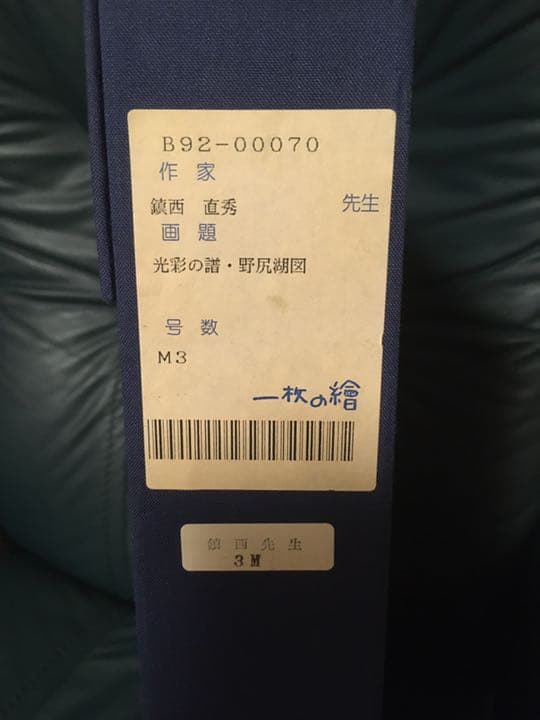 B92-00070
作家
鎮西 直秀 先生
画題
光彩の譜・野尻湖図
号数
M3
一枚の繪
鎮西先生
3M